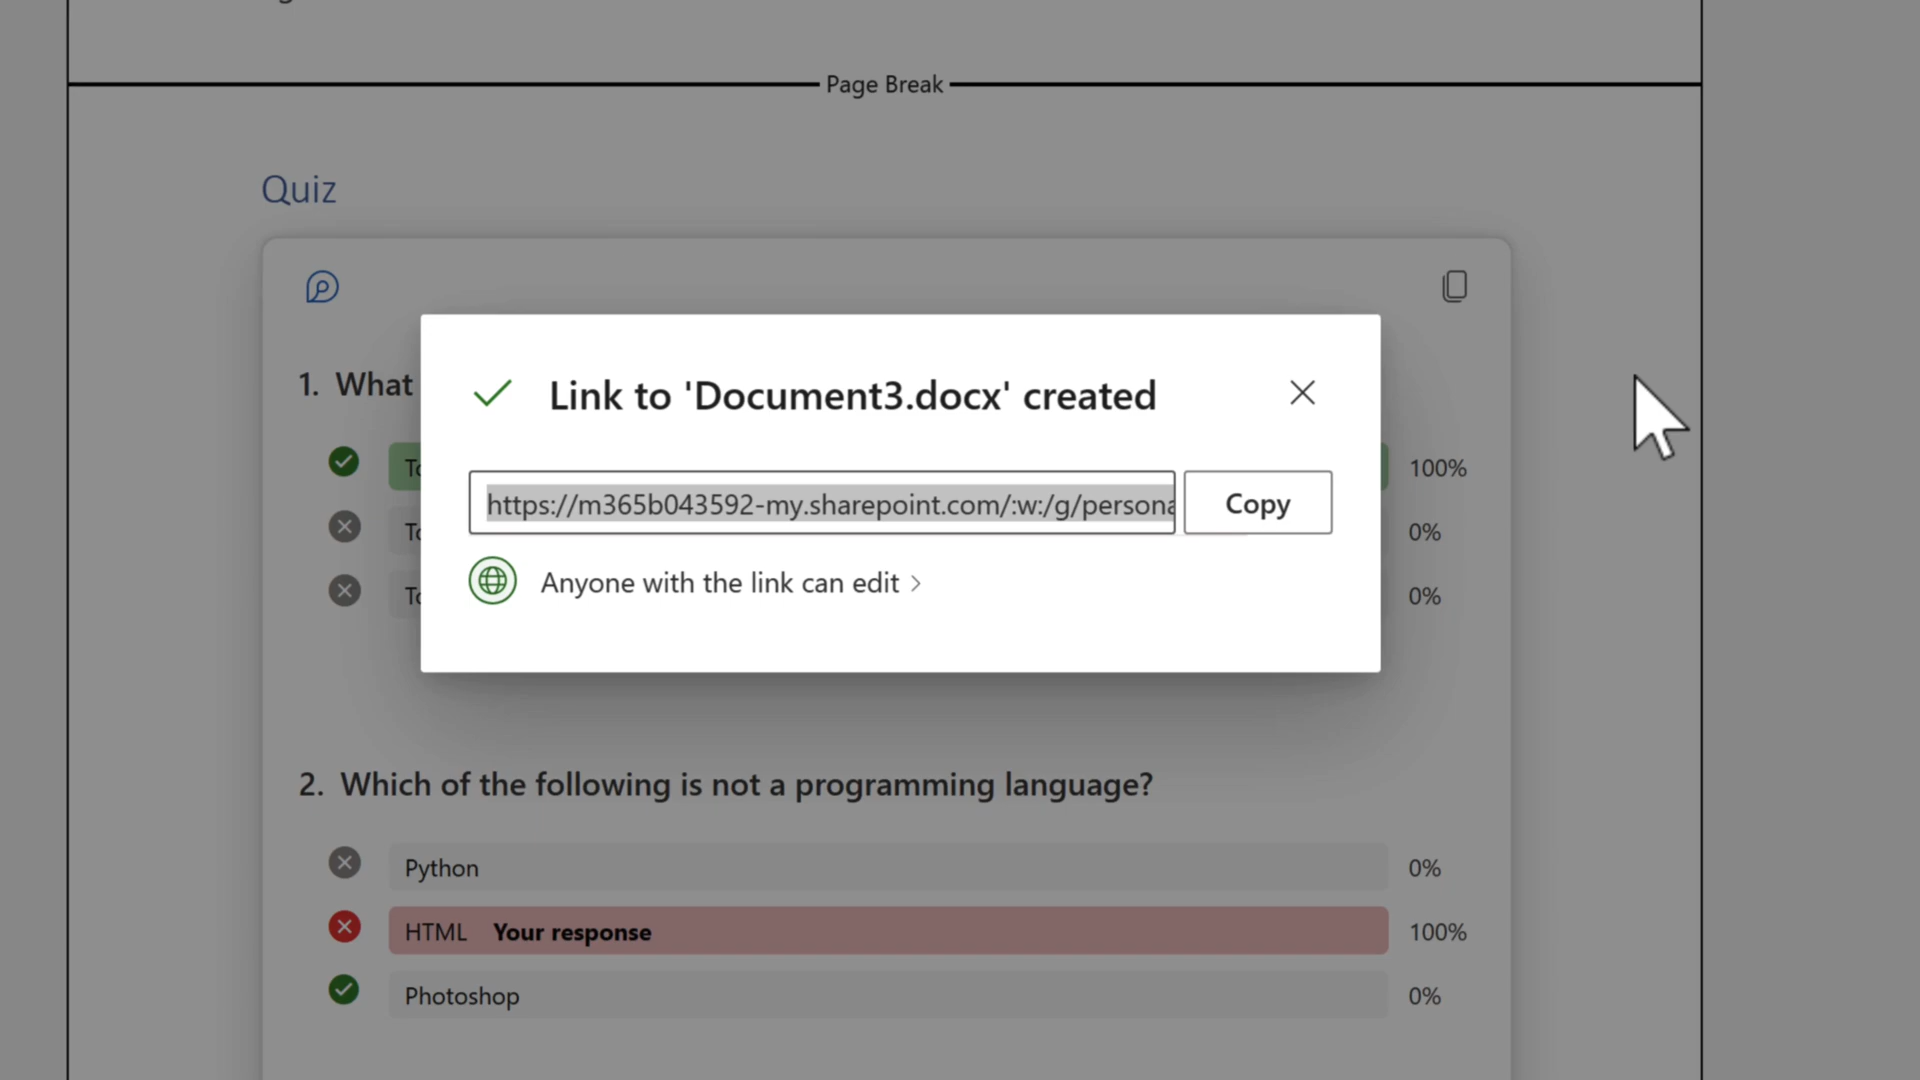 Page Break
Quiz
1. What
Link to 'Document3.docx' created
https://m365b043592-my.sharepoint.com/:w:/g/persona
Copy
Anyone with the link can edit >
100%
0%
0%
2. Which of the following is not a programming language?
Python 0%
HTML Your response 100%
Photoshop 0%